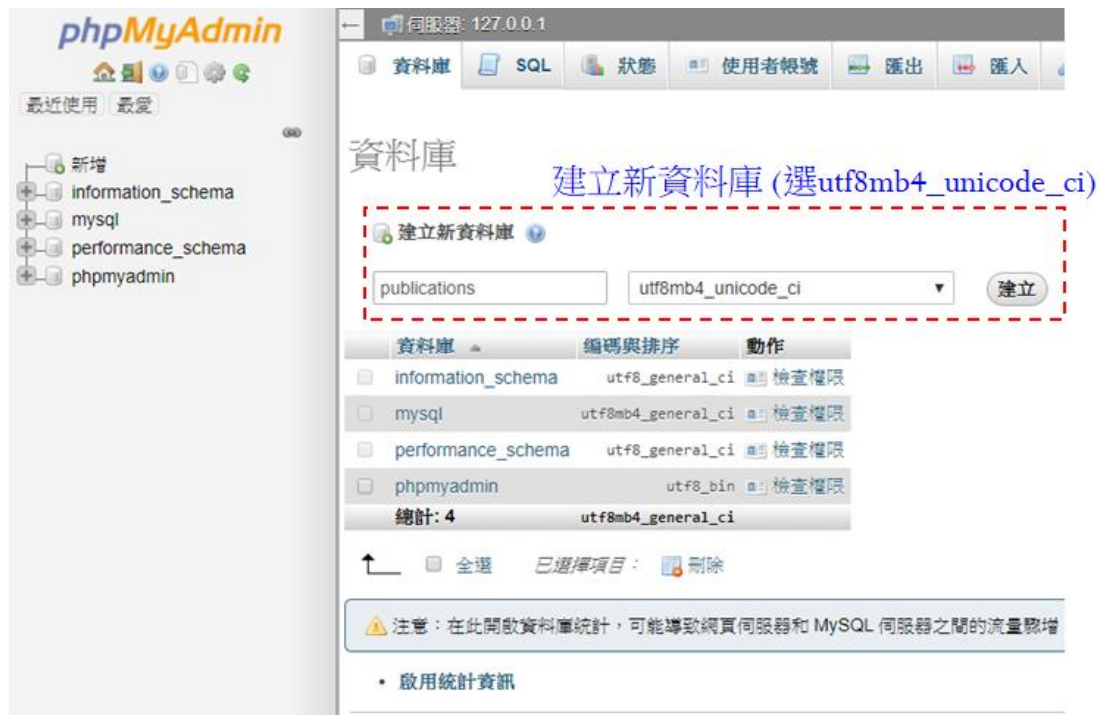 phpMyAdmin
最近使用 最愛
新增
information_schema
mysql
performance_schema
phpmyadmin
← 伺服器: 127.0.0.1
資料庫 SQL 狀態 使用者帳號 匯出 匯入
資料庫
建立新資料庫 (選utf8mb4_unicode_ci)
建立新資料庫
publications utf8mb4_unicode_ci 建立
資料庫 編碼與排序 動作
information_schema utf8_general_ci 檢查權限
mysql utf8mb4_general_ci 檢查權限
performance_schema utf8_general_ci 檢查權限
phpmyadmin utf8_bin 檢查權限
總計: 4 utf8mb4_general_ci
全選 已選擇項目： 刪除
注意：在此開啟資料庫統計，可能導致網頁伺服器和 MySQL 伺服器之間的流量驟增
• 啟用統計資訊